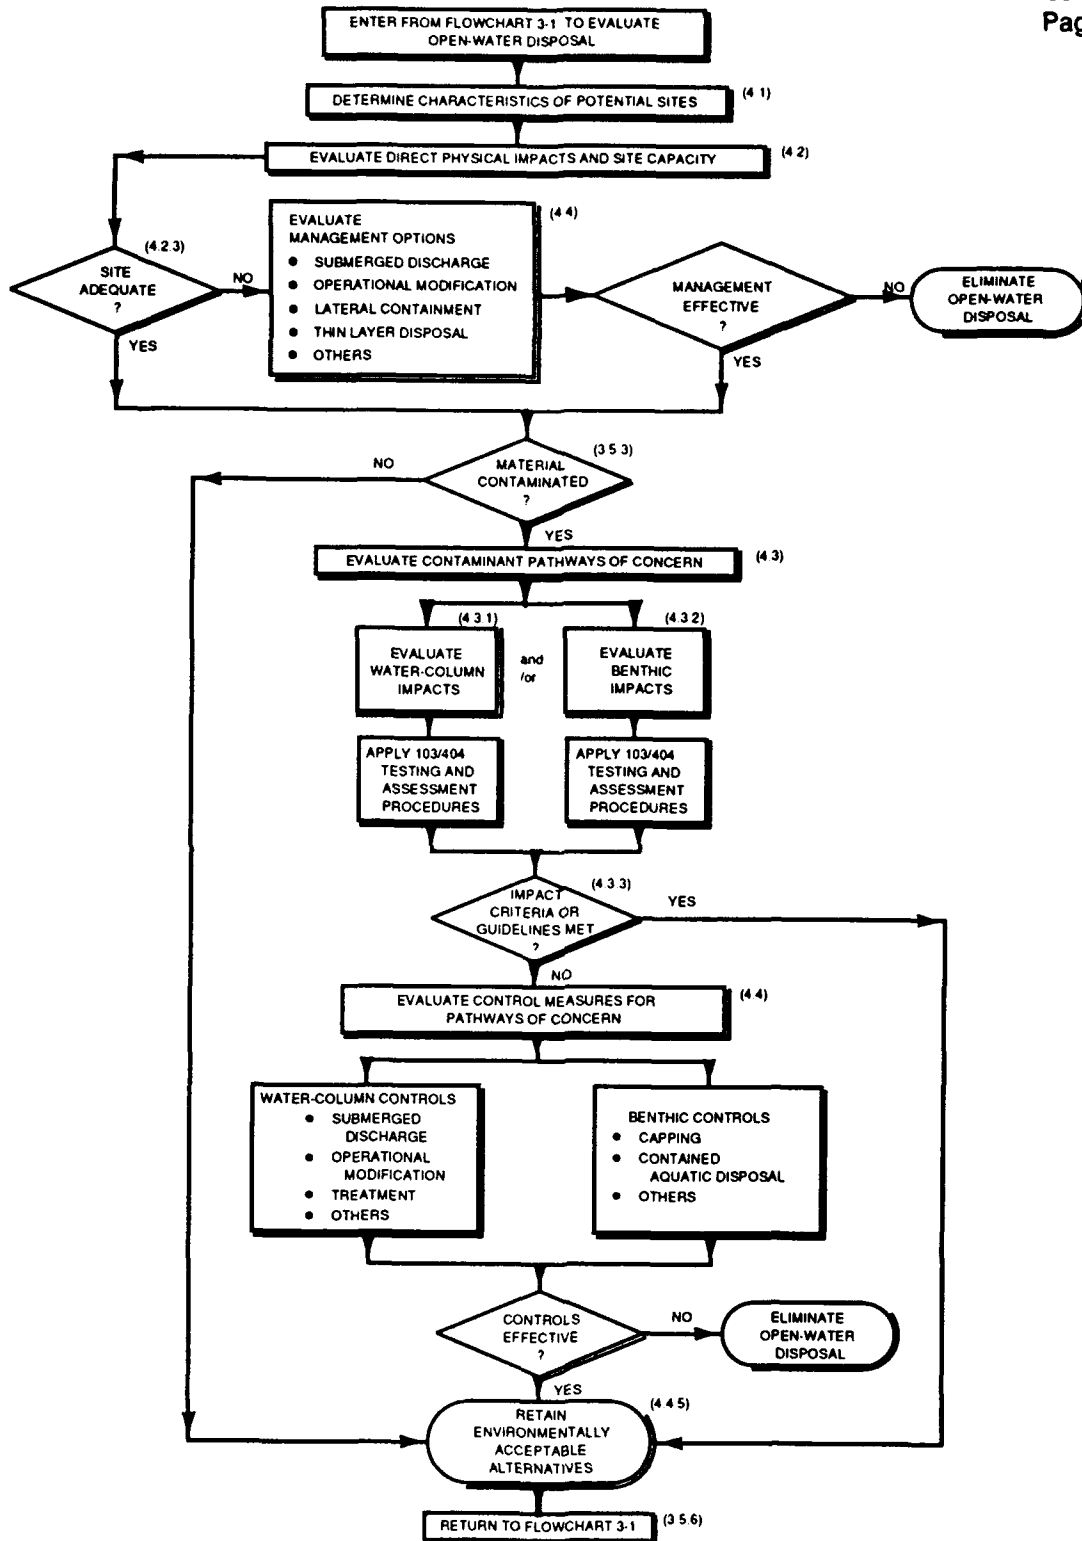 Pag
ENTER FROM FLOWCHART 3-1 TO EVALUATE
OPEN-WATER DISPOSAL
DETERMINE CHARACTERISTICS OF POTENTIAL SITES
(4 1)
EVALUATE DIRECT PHYSICAL IMPACTS AND SITE CAPACITY
(4 2)
(4.2 3)
SITE
ADEQUATE
?
NO
YES
(4 4)
EVALUATE
MANAGEMENT OPTIONS
● SUBMERGED DISCHARGE
● OPERATIONAL MODIFICATION
● LATERAL CONTAINMENT
● THIN LAYER DISPOSAL
● OTHERS
MANAGEMENT
EFFECTIVE
?
NO
YES
ELIMINATE
OPEN-WATER
DISPOSAL
(3 5 3)
MATERIAL
CONTAMINATED
?
NO
YES
EVALUATE CONTAMINANT PATHWAYS OF CONCERN
(4 3)
(4 3 1)
EVALUATE
WATER-COLUMN
IMPACTS
and
/or
(4 3 2)
EVALUATE
BENTHIC
IMPACTS
APPLY 103/404
TESTING AND
ASSESSMENT
PROCEDURES
APPLY 103/404
TESTING AND
ASSESSMENT
PROCEDURES
(4 3 3)
IMPACT
CRITERIA OR
GUIDELINES MET
?
YES
NO
EVALUATE CONTROL MEASURES FOR
PATHWAYS OF CONCERN
(4.4)
WATER-COLUMN CONTROLS
● SUBMERGED
DISCHARGE
● OPERATIONAL
MODIFICATION
● TREATMENT
● OTHERS
BENTHIC CONTROLS
● CAPPING
● CONTAINED
AQUATIC DISPOSAL
● OTHERS
CONTROLS
EFFECTIVE
?
NO
YES
ELIMINATE
OPEN-WATER
DISPOSAL
(4 4 5)
RETAIN
ENVIRONMENTALLY
ACCEPTABLE
ALTERNATIVES
RETURN TO FLOWCHART 3-1
(3 5.6)